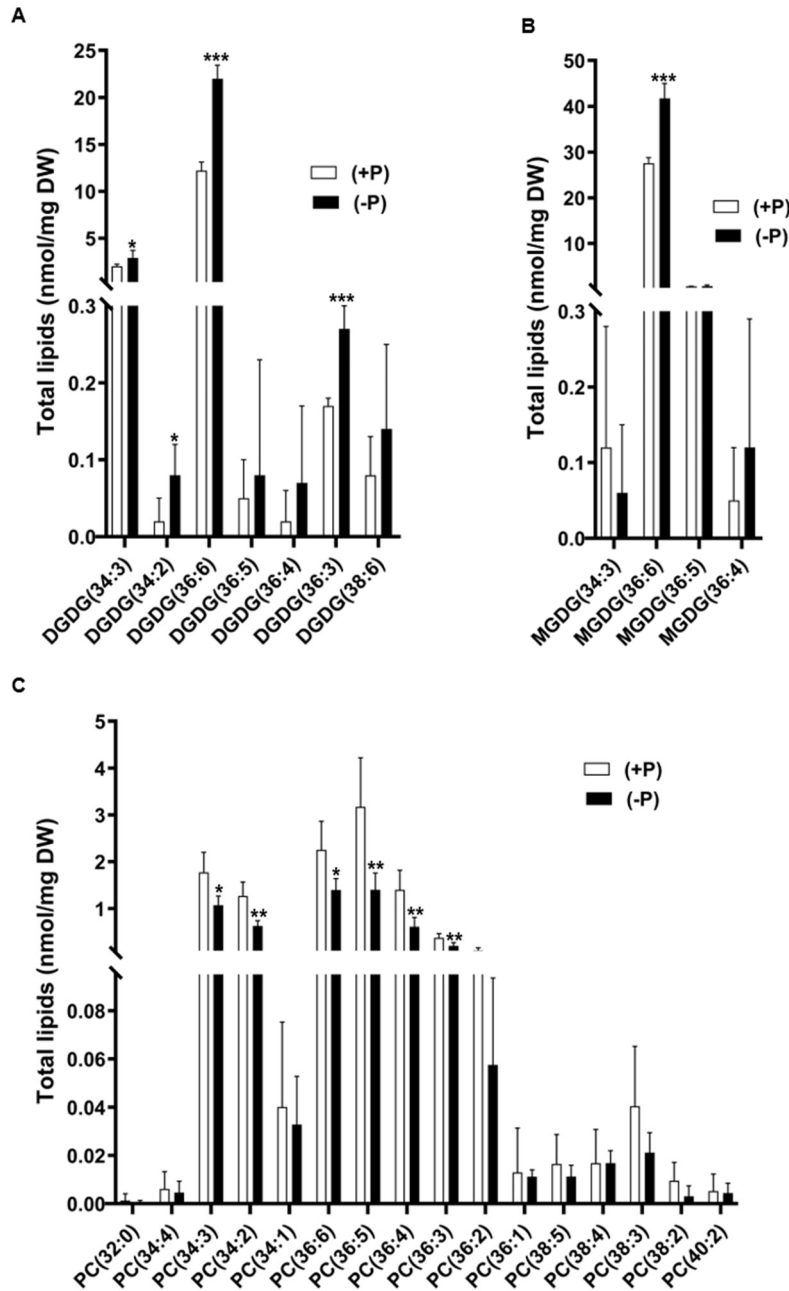 A
Total lipids (nmol/mg DW)
25
20
15
10
5
0.3
0.2
0.1
0.0
***
*
*
***
(+P)
(-P)
DGDG(34:3)
DGDG(34:2)
DGDG(36:6)
DGDG(36:5)
DGDG(36:4)
DGDG(36:3)
DGDG(38:6)
B
Total lipids (nmol/mg DW)
50
40
30
20
10
0.3
0.2
0.1
0.0
***
(+P)
(-P)
MGDG(34:3)
MGDG(36:6)
MGDG(36:5)
MGDG(36:4)
C
Total lipids (nmol/mg DW)
5
4
3
2
1
0.08
0.06
0.04
0.02
0.00
*
**
*
**
**
**
(+P)
(-P)
PC(32:0)
PC(34:4)
PC(34:3)
PC(34:2)
PC(34:1)
PC(36:6)
PC(36:5)
PC(36:4)
PC(36:3)
PC(36:2)
PC(36:1)
PC(38:5)
PC(38:4)
PC(38:3)
PC(38:2)
PC(40:2)